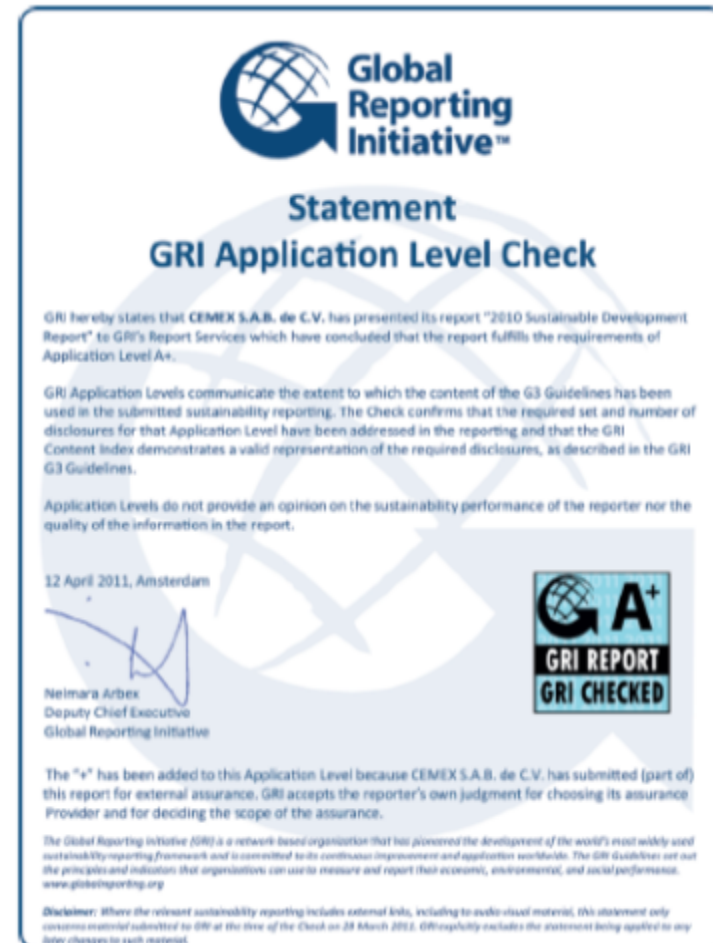 Global
Reporting
Initiative™
Statement
GRI Application Level Check
GRI hereby states that CEMEX S.A.B. de C.V. has presented its report "2010 Sustainable Development
Report" to GRI's Report Services which have concluded that the report fulfills the requirements of
Application Level A+.
GRI Application Levels communicate the extent to which the content of the G3 Guidelines has been
used in the submitted sustainability reporting. The Check confirms that the required set and number of
disclosures for that Application Level have been addressed in the reporting and that the GRI
Content Index demonstrates a valid representation of the required disclosures, as described in the GRI
G3 Guidelines.
Application Levels do not provide an opinion on the sustainability performance of the reporter nor the
quality of the information in the report.
12 April 2011, Amsterdam
A+
GRI REPORT
GRI CHECKED
Nelmara Arbex
Deputy Chief Executive
Global Reporting Initiative
The "+" has been added to this Application Level because CEMEX S.A.B. de C.V. has submitted (part of)
this report for external assurance. GRI accepts the reporter's own judgment for choosing its assurance
Provider and for deciding the scope of the assurance.
The Global Reporting Initiative (GRI) is a network-based organization that has pioneered the development of the world's most widely used
sustainability reporting framework and is committed to its continuous improvement and application worldwide. The GRI Guidelines set out
the principles and indicators that organizations can use to measure and report their economic, environmental, and social performance.
www.globalreporting.org
Disclaimer: Where the relevant sustainability reporting includes external links, including to audio visual material, this statement only
concerns material submitted to GRI at the time of the Check on 28 March 2011. GRI explicitly excludes the statement being applied to any
later changes to such material.